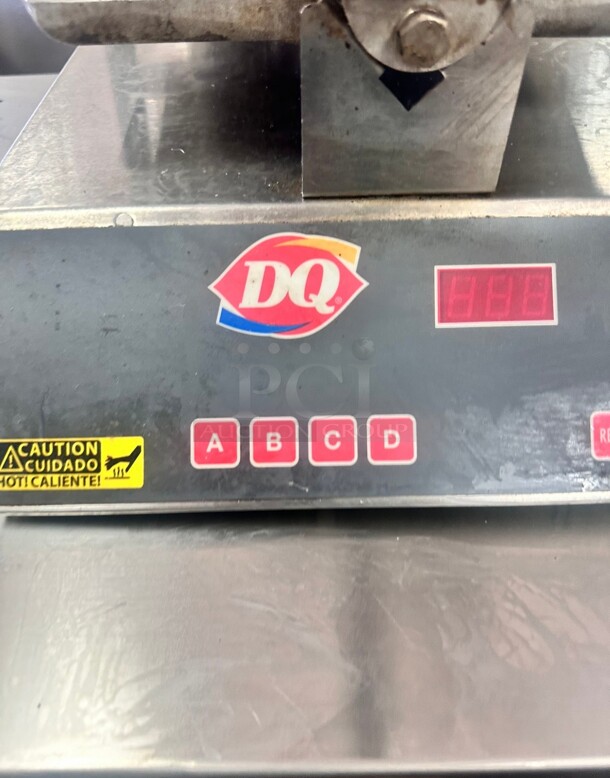 DQ®
PCI
AUCTION GROUP
A B C D
CAUTION
CUIDADO
HOT! CALIENTE!